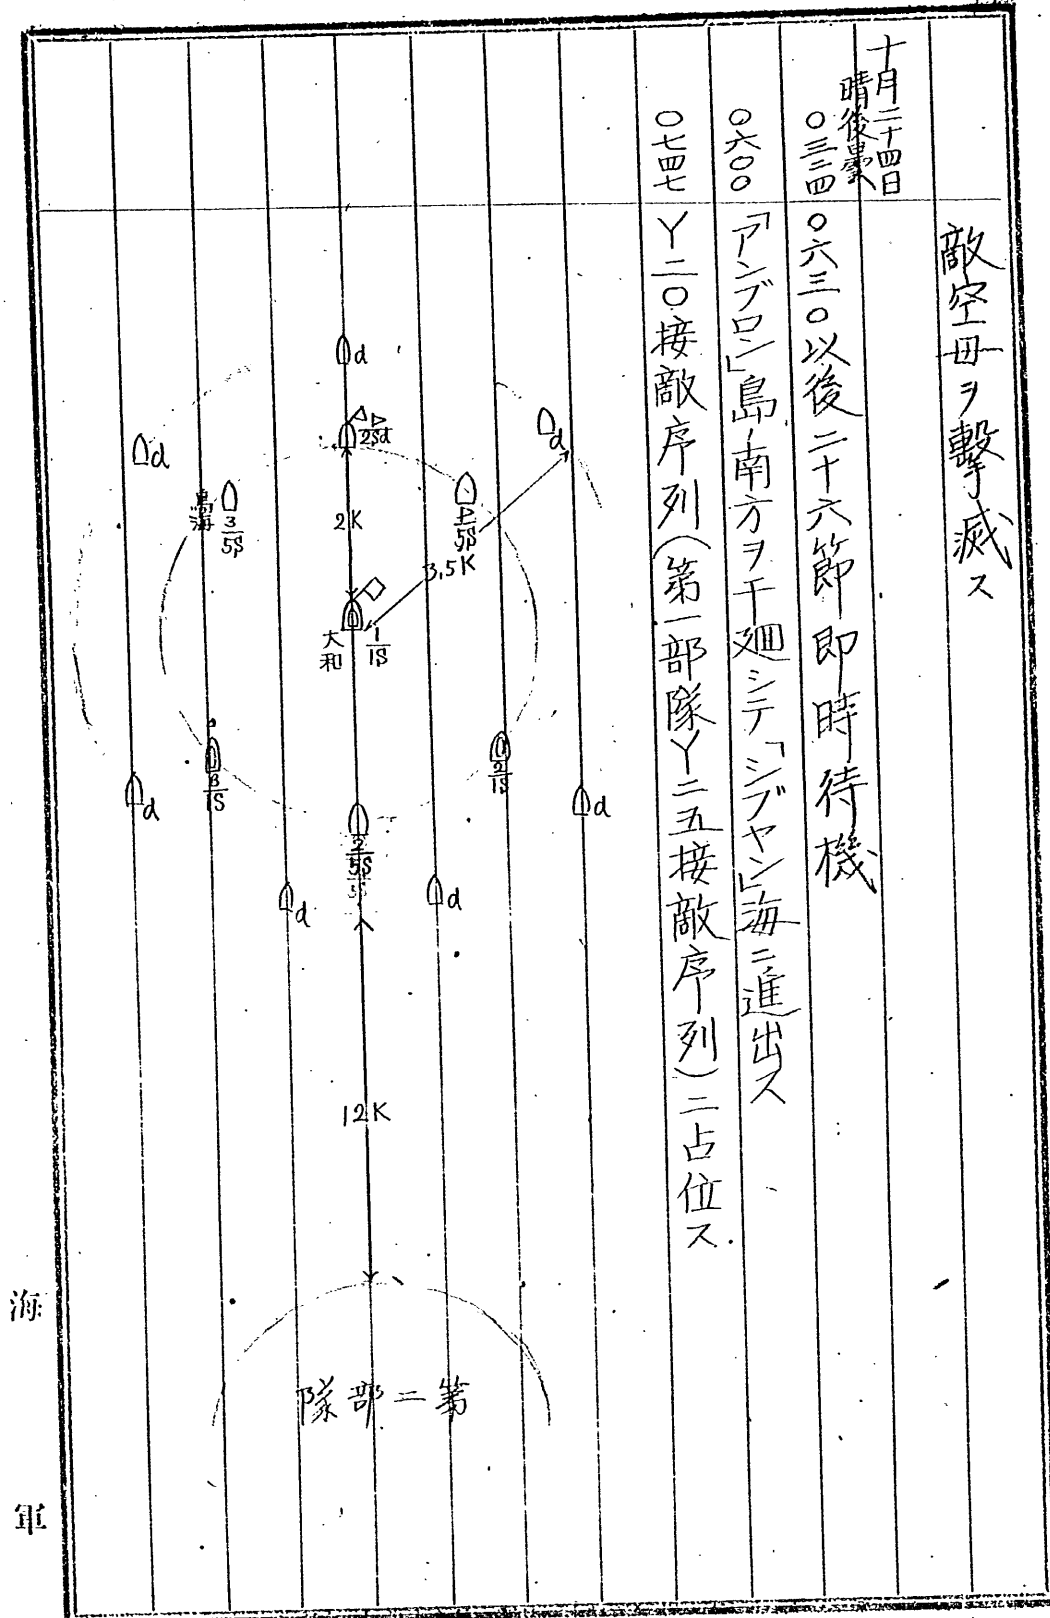 敵空母ヲ撃滅ス
十月二十四日
晴後曇
〇三二四 〇六三〇以後二十六節即時待機
〇六〇〇 「アンブロン」島ノ南方ヲ干廻シテ「シブヤン」海ニ進出ス
〇七四七 Y二〇接敵序列(第一部隊Y二五接敵序列)ニ占位ス
d
2Sd
d
d
鳥海
3/5S
1/5S
2K
3.5K
大和
1/1S
3/1S
2/1S
2/5S
d
d
d
d
12K
第二部隊
海軍